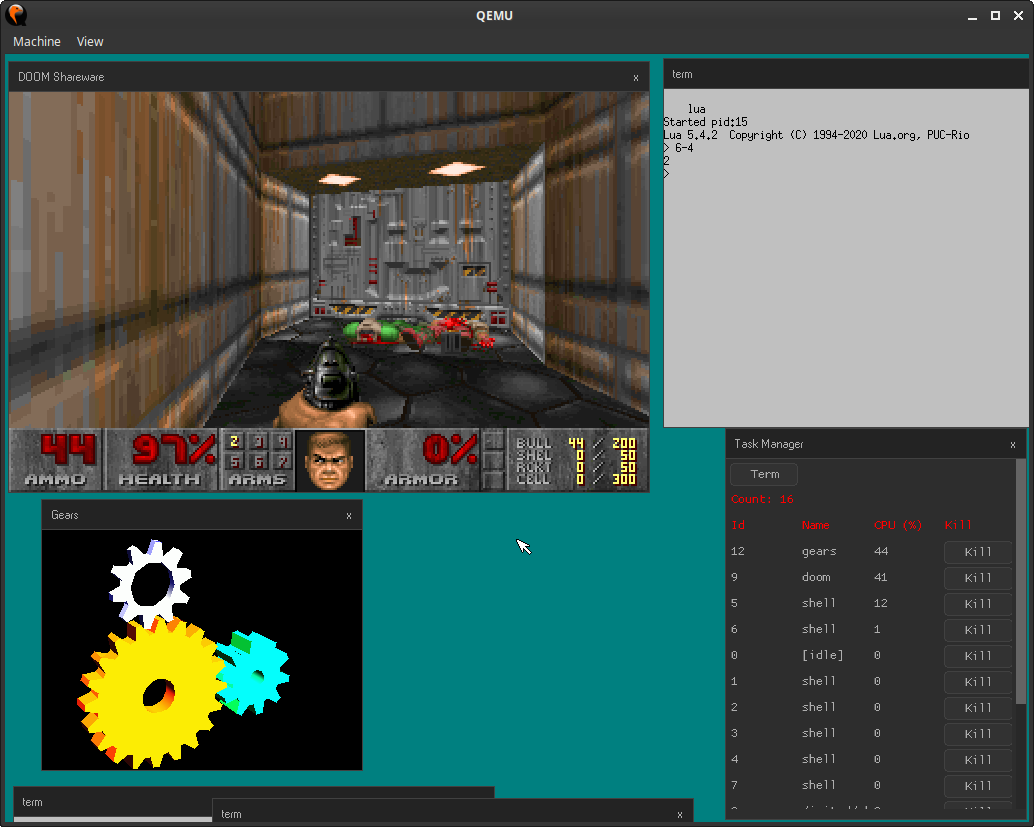 QEMU
Machine View
DOOM Shareware x
44 97% 2 3 4 0% BULL 44 / 200
SHEL 0 / 50
5 6 7 RCKT 0 / 50
AMMO HEALTH ARMS ARMOR CELL 0 / 300
term
lua
Started pid:15
Lua 5.4.2 Copyright (C) 1994-2020 Lua.org, PUC-Rio
> 6-4
2
>
Task Manager x
Term
Count: 16
Id Name CPU (%) Kill
12 gears 44 Kill
9 doom 41 Kill
5 shell 12 Kill
6 shell 1 Kill
0 [idle] 0 Kill
1 shell 0 Kill
2 shell 0 Kill
3 shell 0 Kill
4 shell 0 Kill
7 shell 0 Kill
Gears x
term
term x